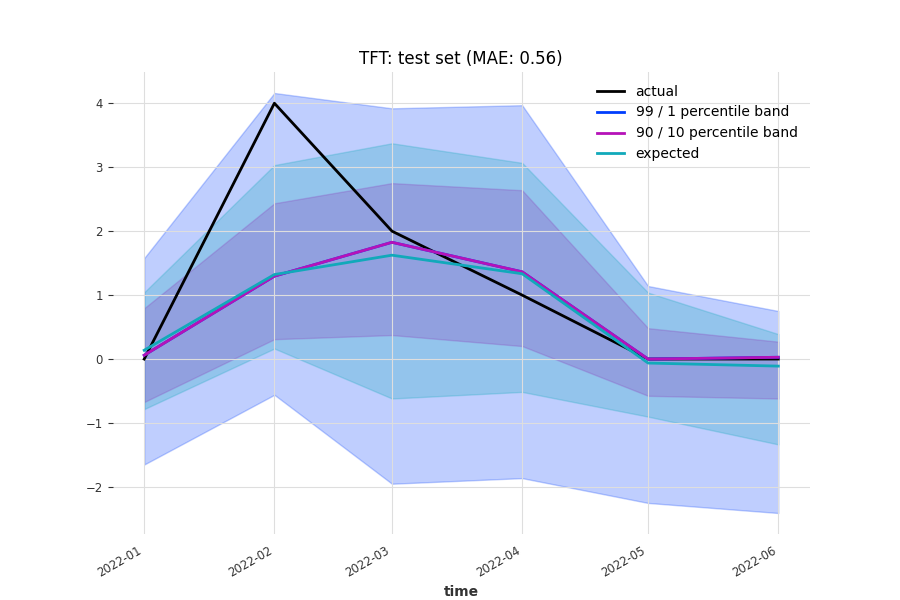 TFT: test set (MAE: 0.56)
actual
99 / 1 percentile band
90 / 10 percentile band
expected
4
3
2
1
0
−1
−2
2022-01
2022-02
2022-03
2022-04
2022-05
2022-06
time